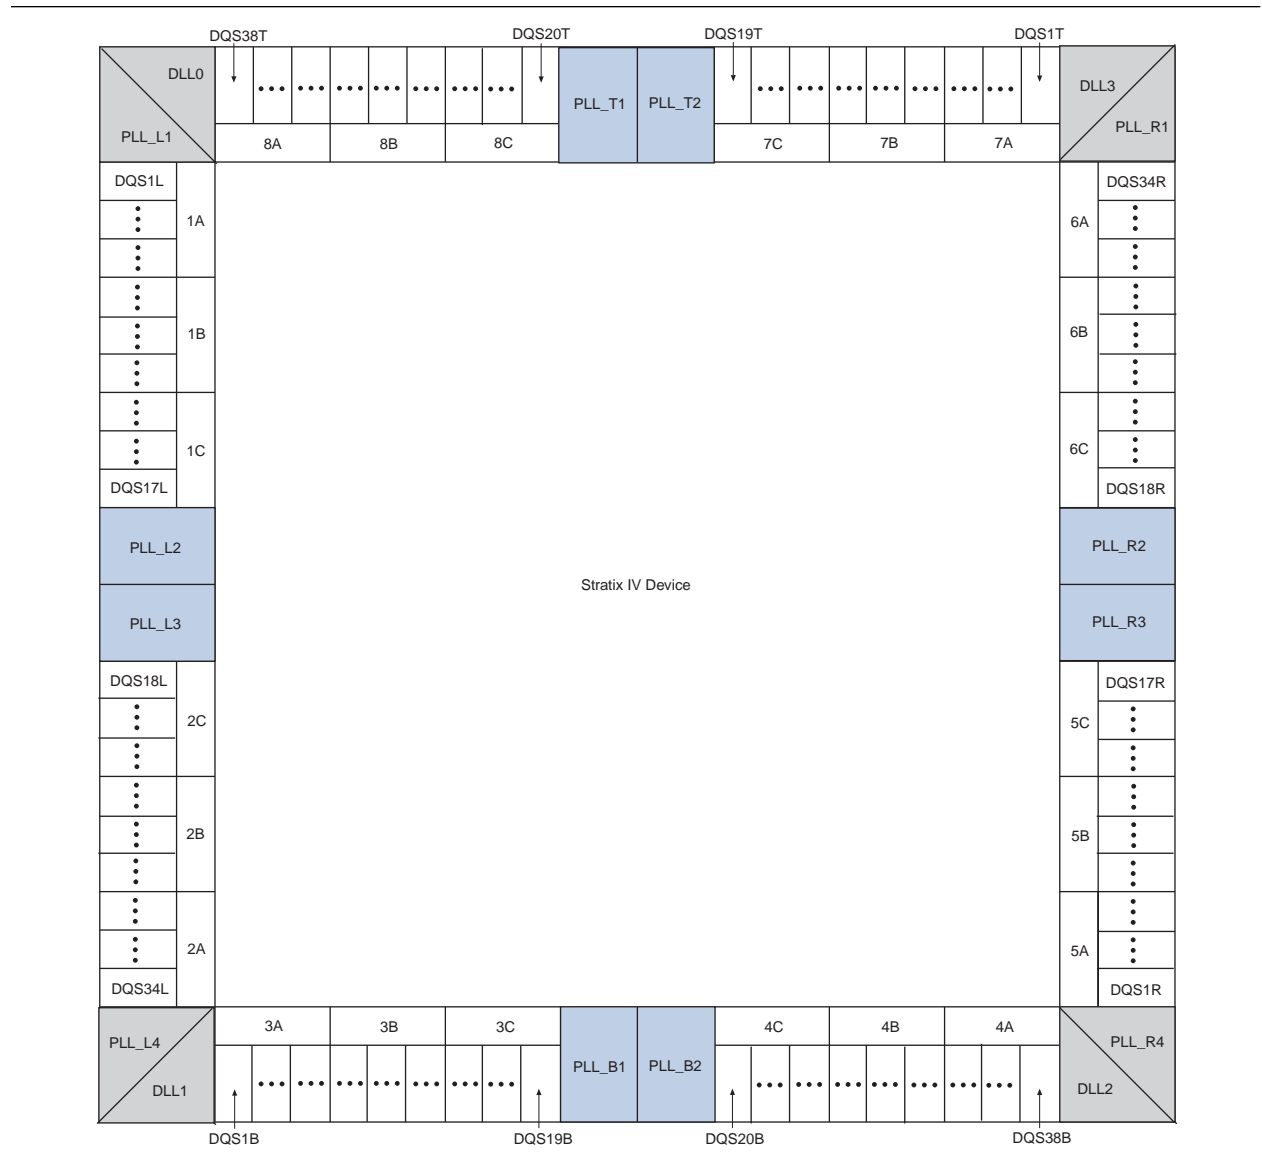 DQS38T DQS20T DQS19T DQS1T
DLL0 PLL_T1 PLL_T2 DLL3
PLL_L1 8A 8B 8C 7C 7B 7A PLL_R1
DQS1L DQS34R
1A 6A
1B 6B
1C 6C
DQS17L DQS18R
PLL_L2 PLL_R2
Stratix IV Device
PLL_L3 PLL_R3
DQS18L DQS17R
2C 5C
2B 5B
2A 5A
DQS34L DQS1R
3A 3B 3C 4C 4B 4A
PLL_L4 PLL_R4
PLL_B1 PLL_B2
DLL1 DLL2
DQS1B DQS19B DQS20B DQS38B